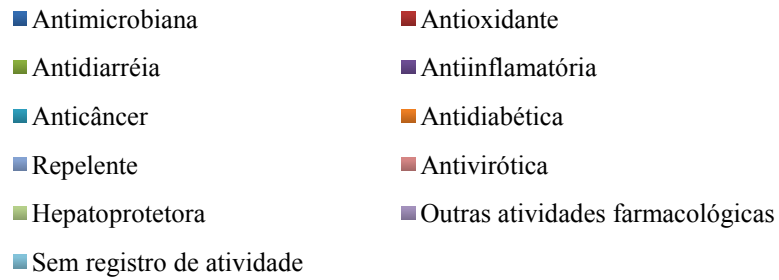 Antimicrobiana
Antioxidante
Antidiarréia
Antiinflamatória
Anticâncer
Antidiabética
Repelente
Antivirótica
Hepatoprotetora
Outras atividades farmacológicas
Sem registro de atividade